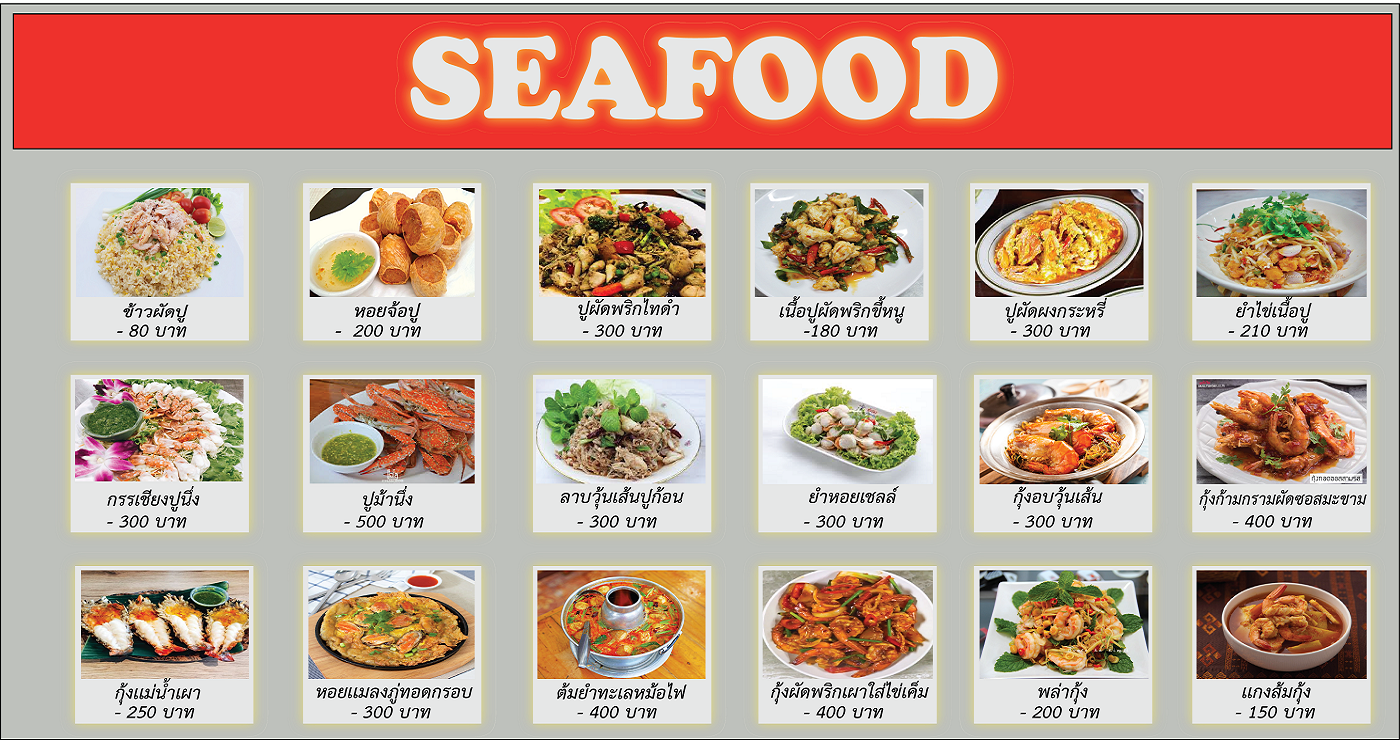 SEAFOOD
ข้าวผัดปู
- 80 บาท
หอยจ้อปู
- 200 บาท
ปูผัดพริกไทดำ
- 300 บาท
เนื้อปูผัดพริกขี้หนู
-180 บาท
ปูผัดผงกระหรี่
- 300 บาท
ยำไข่เนื้อปู
- 210 บาท
กรรเชียงปูนึ่ง
- 300 บาท
ปูม้านึ่ง
- 500 บาท
ลาบวุ้นเส้นปูก้อน
- 300 บาท
ยำหอยเชลล์
- 300 บาท
กุ้งอบวุ้นเส้น
- 300 บาท
กุ้งทอดซอสสามรส
กุ้งก้ามกรามผัดซอสมะขาม
- 400 บาท
กุ้งแม่น้ำเผา
- 250 บาท
หอยแมลงภู่ทอดกรอบ
- 300 บาท
ต้มยำทะเลหม้อไฟ
- 400 บาท
กุ้งผัดพริกเผาใส่ไข่เค็ม
- 400 บาท
พล่ากุ้ง
- 200 บาท
แกงส้มกุ้ง
- 150 บาท